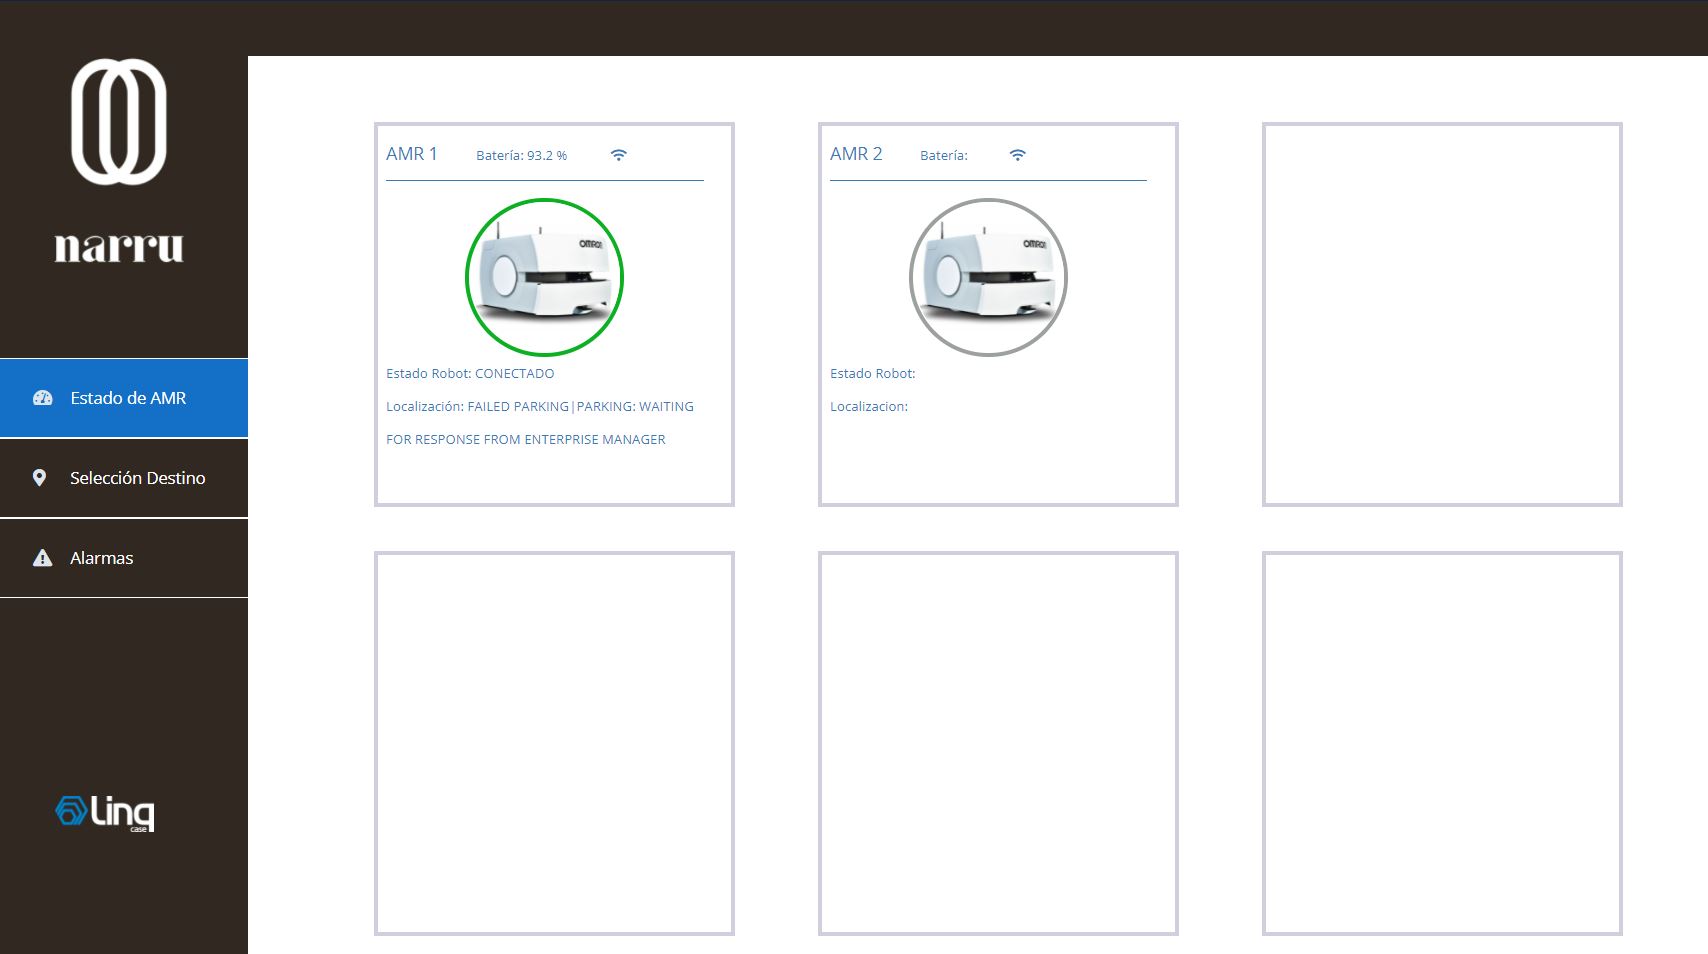 narru
Estado de AMR
Selección Destino
Alarmas
linq
case
AMR 1 Batería: 93.2 %
OMRON
Estado Robot: CONECTADO
Localización: FAILED PARKING|PARKING: WAITING
FOR RESPONSE FROM ENTERPRISE MANAGER
AMR 2 Batería:
OMRON
Estado Robot:
Localizacion: